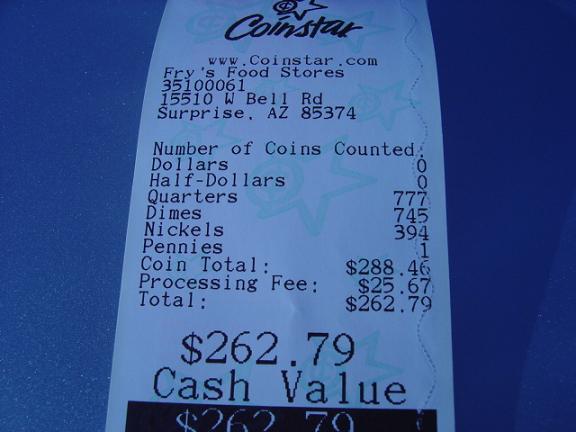 Coinstar
www.Coinstar.com
Fry's Food Stores
35100061
15510 W Bell Rd
Surprise, AZ 85374
Number of Coins Counted:
Dollars 0
Half-Dollars 0
Quarters 777
Dimes 745
Nickels 394
Pennies 1
Coin Total: $288.46
Processing Fee: $25.67
Total: $262.79
$262.79
Cash Value
$262.79